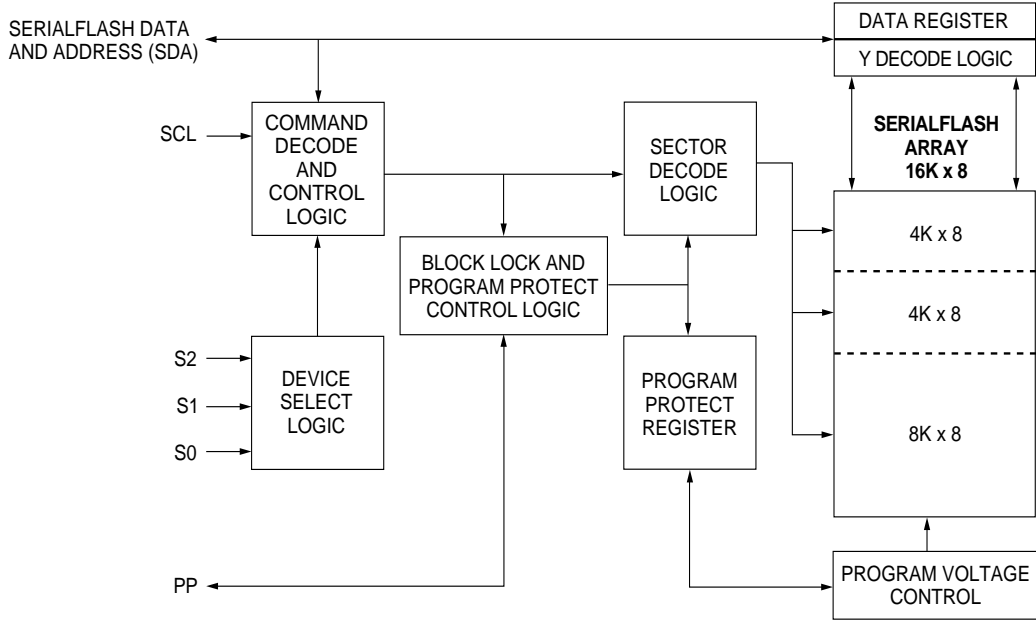 SERIALFLASH DATA
AND ADDRESS (SDA)
DATA REGISTER
Y DECODE LOGIC
SERIALFLASH
ARRAY
16K x 8
SCL
COMMAND
DECODE
AND
CONTROL
LOGIC
SECTOR
DECODE
LOGIC
4K x 8
BLOCK LOCK AND
PROGRAM PROTECT
CONTROL LOGIC
4K x 8
S2
S1
S0
DEVICE
SELECT
LOGIC
PROGRAM
PROTECT
REGISTER
8K x 8
PP
PROGRAM VOLTAGE
CONTROL